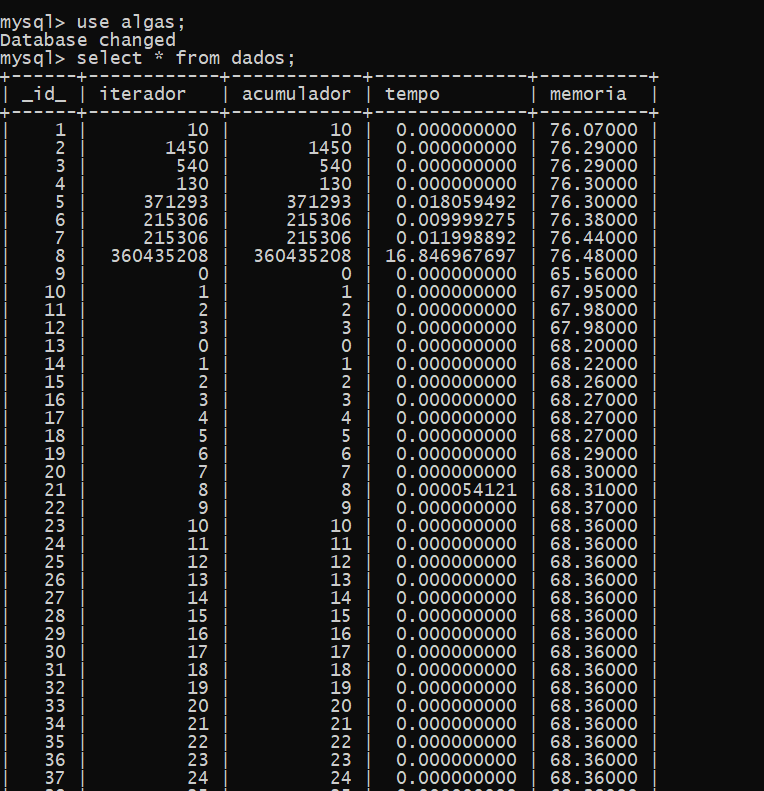 mysql> use algas;
Database changed
mysql> select * from dados;
+------+------------+------------+--------------+----------+
| _id_ | iterador   | acumulador | tempo        | memoria  |
+------+------------+------------+--------------+----------+
|    1 |         10 |         10 |  0.000000000 | 76.07000 |
|    2 |       1450 |       1450 |  0.000000000 | 76.29000 |
|    3 |        540 |        540 |  0.000000000 | 76.29000 |
|    4 |        130 |        130 |  0.000000000 | 76.30000 |
|    5 |     371293 |     371293 |  0.018059492 | 76.30000 |
|    6 |     215306 |     215306 |  0.009999275 | 76.38000 |
|    7 |     215306 |     215306 |  0.011998892 | 76.44000 |
|    8 |  360435208 |  360435208 | 16.846967697 | 76.48000 |
|    9 |          0 |          0 |  0.000000000 | 65.56000 |
|   10 |          1 |          1 |  0.000000000 | 67.95000 |
|   11 |          2 |          2 |  0.000000000 | 67.98000 |
|   12 |          3 |          3 |  0.000000000 | 67.98000 |
|   13 |          0 |          0 |  0.000000000 | 68.20000 |
|   14 |          1 |          1 |  0.000000000 | 68.22000 |
|   15 |          2 |          2 |  0.000000000 | 68.26000 |
|   16 |          3 |          3 |  0.000000000 | 68.27000 |
|   17 |          4 |          4 |  0.000000000 | 68.27000 |
|   18 |          5 |          5 |  0.000000000 | 68.27000 |
|   19 |          6 |          6 |  0.000000000 | 68.29000 |
|   20 |          7 |          7 |  0.000000000 | 68.30000 |
|   21 |          8 |          8 |  0.000054121 | 68.31000 |
|   22 |          9 |          9 |  0.000000000 | 68.37000 |
|   23 |         10 |         10 |  0.000000000 | 68.36000 |
|   24 |         11 |         11 |  0.000000000 | 68.36000 |
|   25 |         12 |         12 |  0.000000000 | 68.36000 |
|   26 |         13 |         13 |  0.000000000 | 68.36000 |
|   27 |         14 |         14 |  0.000000000 | 68.36000 |
|   28 |         15 |         15 |  0.000000000 | 68.36000 |
|   29 |         16 |         16 |  0.000000000 | 68.36000 |
|   30 |         17 |         17 |  0.000000000 | 68.36000 |
|   31 |         18 |         18 |  0.000000000 | 68.36000 |
|   32 |         19 |         19 |  0.000000000 | 68.36000 |
|   33 |         20 |         20 |  0.000000000 | 68.36000 |
|   34 |         21 |         21 |  0.000000000 | 68.36000 |
|   35 |         22 |         22 |  0.000000000 | 68.36000 |
|   36 |         23 |         23 |  0.000000000 | 68.36000 |
|   37 |         24 |         24 |  0.000000000 | 68.36000 |